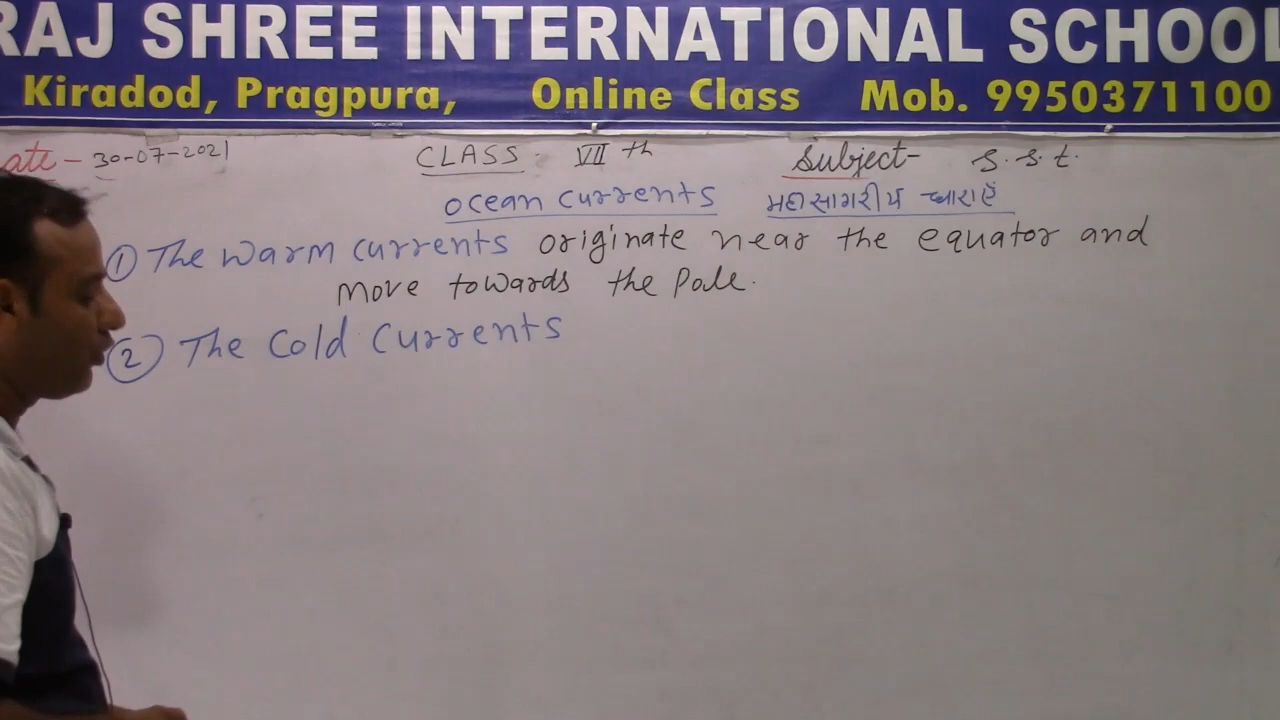 RAJ SHREE INTERNATIONAL SCHOOL
Kiradod, Pragpura, Online Class Mob. 9950371100
ate - 30-07-2021 CLASS : VII th Subject- S.S.t.
ocean currents महासागरीय धाराएँ
① The warm currents originate near the equator and
move towards the Pole.
② The Cold Currents